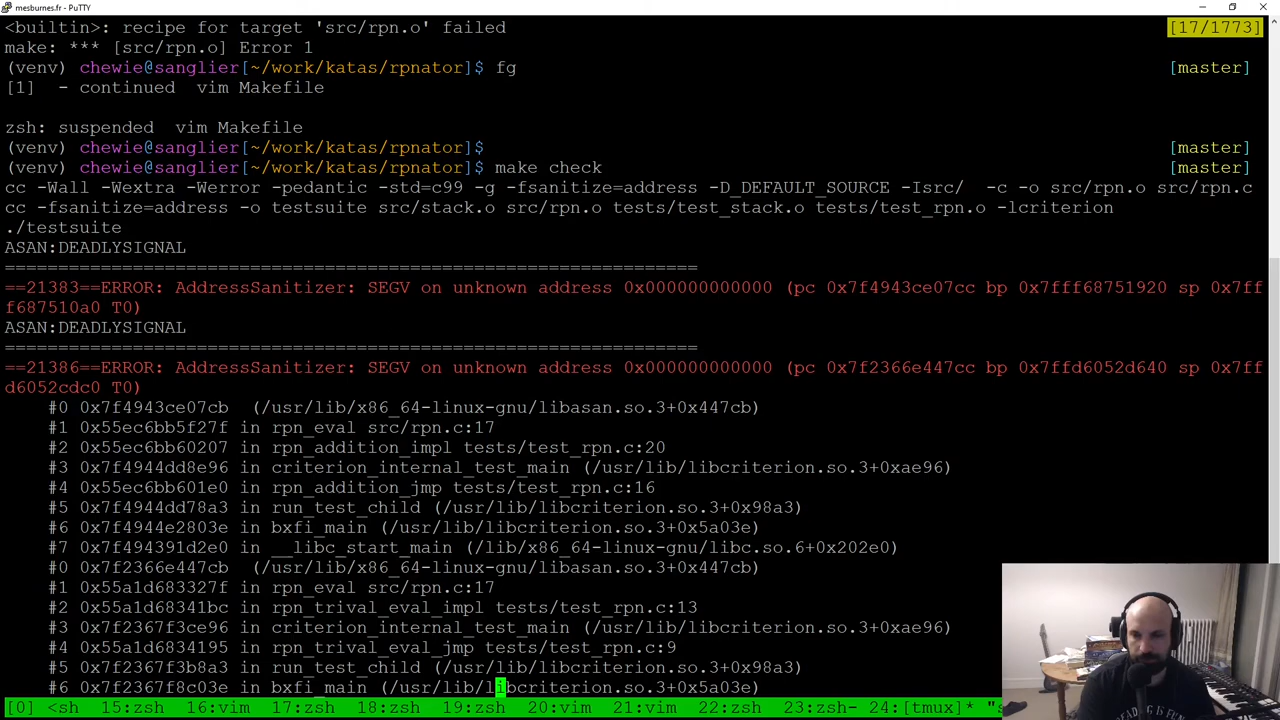 mesburnes.fr - PuTTY
<builtin>: recipe for target 'src/rpn.o' failed [17/1773]
make: *** [src/rpn.o] Error 1
(venv) chewie@sanglier[~/work/katas/rpnator]$ fg [master]
[1]  - continued  vim Makefile
zsh: suspended  vim Makefile
(venv) chewie@sanglier[~/work/katas/rpnator]$ [master]
(venv) chewie@sanglier[~/work/katas/rpnator]$ make check [master]
cc -Wall -Wextra -Werror -pedantic -std=c99 -g -fsanitize=address -D_DEFAULT_SOURCE -Isrc/  -c -o src/rpn.o src/rpn.c
cc -fsanitize=address -o testsuite src/stack.o src/rpn.o tests/test_stack.o tests/test_rpn.o -lcriterion
./testsuite
ASAN:DEADLYSIGNAL
=================================================================
==21383==ERROR: AddressSanitizer: SEGV on unknown address 0x000000000000 (pc 0x7f4943ce07cc bp 0x7fff68751920 sp 0x7ff
f687510a0 T0)
ASAN:DEADLYSIGNAL
=================================================================
==21386==ERROR: AddressSanitizer: SEGV on unknown address 0x000000000000 (pc 0x7f2366e447cc bp 0x7ffd6052d640 sp 0x7ff
d6052cdc0 T0)
#0 0x7f4943ce07cb  (/usr/lib/x86_64-linux-gnu/libasan.so.3+0x447cb)
#1 0x55ec6bb5f27f in rpn_eval src/rpn.c:17
#2 0x55ec6bb60207 in rpn_addition_impl tests/test_rpn.c:20
#3 0x7f4944dd8e96 in criterion_internal_test_main (/usr/lib/libcriterion.so.3+0xae96)
#4 0x55ec6bb601e0 in rpn_addition_jmp tests/test_rpn.c:16
#5 0x7f4944dd78a3 in run_test_child (/usr/lib/libcriterion.so.3+0x98a3)
#6 0x7f4944e2803e in bxfi_main (/usr/lib/libcriterion.so.3+0x5a03e)
#7 0x7f494391d2e0 in __libc_start_main (/lib/x86_64-linux-gnu/libc.so.6+0x202e0)
#0 0x7f2366e447cb  (/usr/lib/x86_64-linux-gnu/libasan.so.3+0x447cb)
#1 0x55a1d683327f in rpn_eval src/rpn.c:17
#2 0x55a1d68341bc in rpn_trival_eval_impl tests/test_rpn.c:13
#3 0x7f2367f3ce96 in criterion_internal_test_main (/usr/lib/libcriterion.so.3+0xae96)
#4 0x55a1d6834195 in rpn_trival_eval_jmp tests/test_rpn.c:9
#5 0x7f2367f3b8a3 in run_test_child (/usr/lib/libcriterion.so.3+0x98a3)
#6 0x7f2367f8c03e in bxfi_main (/usr/lib/libcriterion.so.3+0x5a03e)
[0] <sh  15:zsh  16:vim  17:zsh  18:zsh  19:zsh  20:vim  21:vim  22:zsh  23:zsh- 24:[tmux]* "s